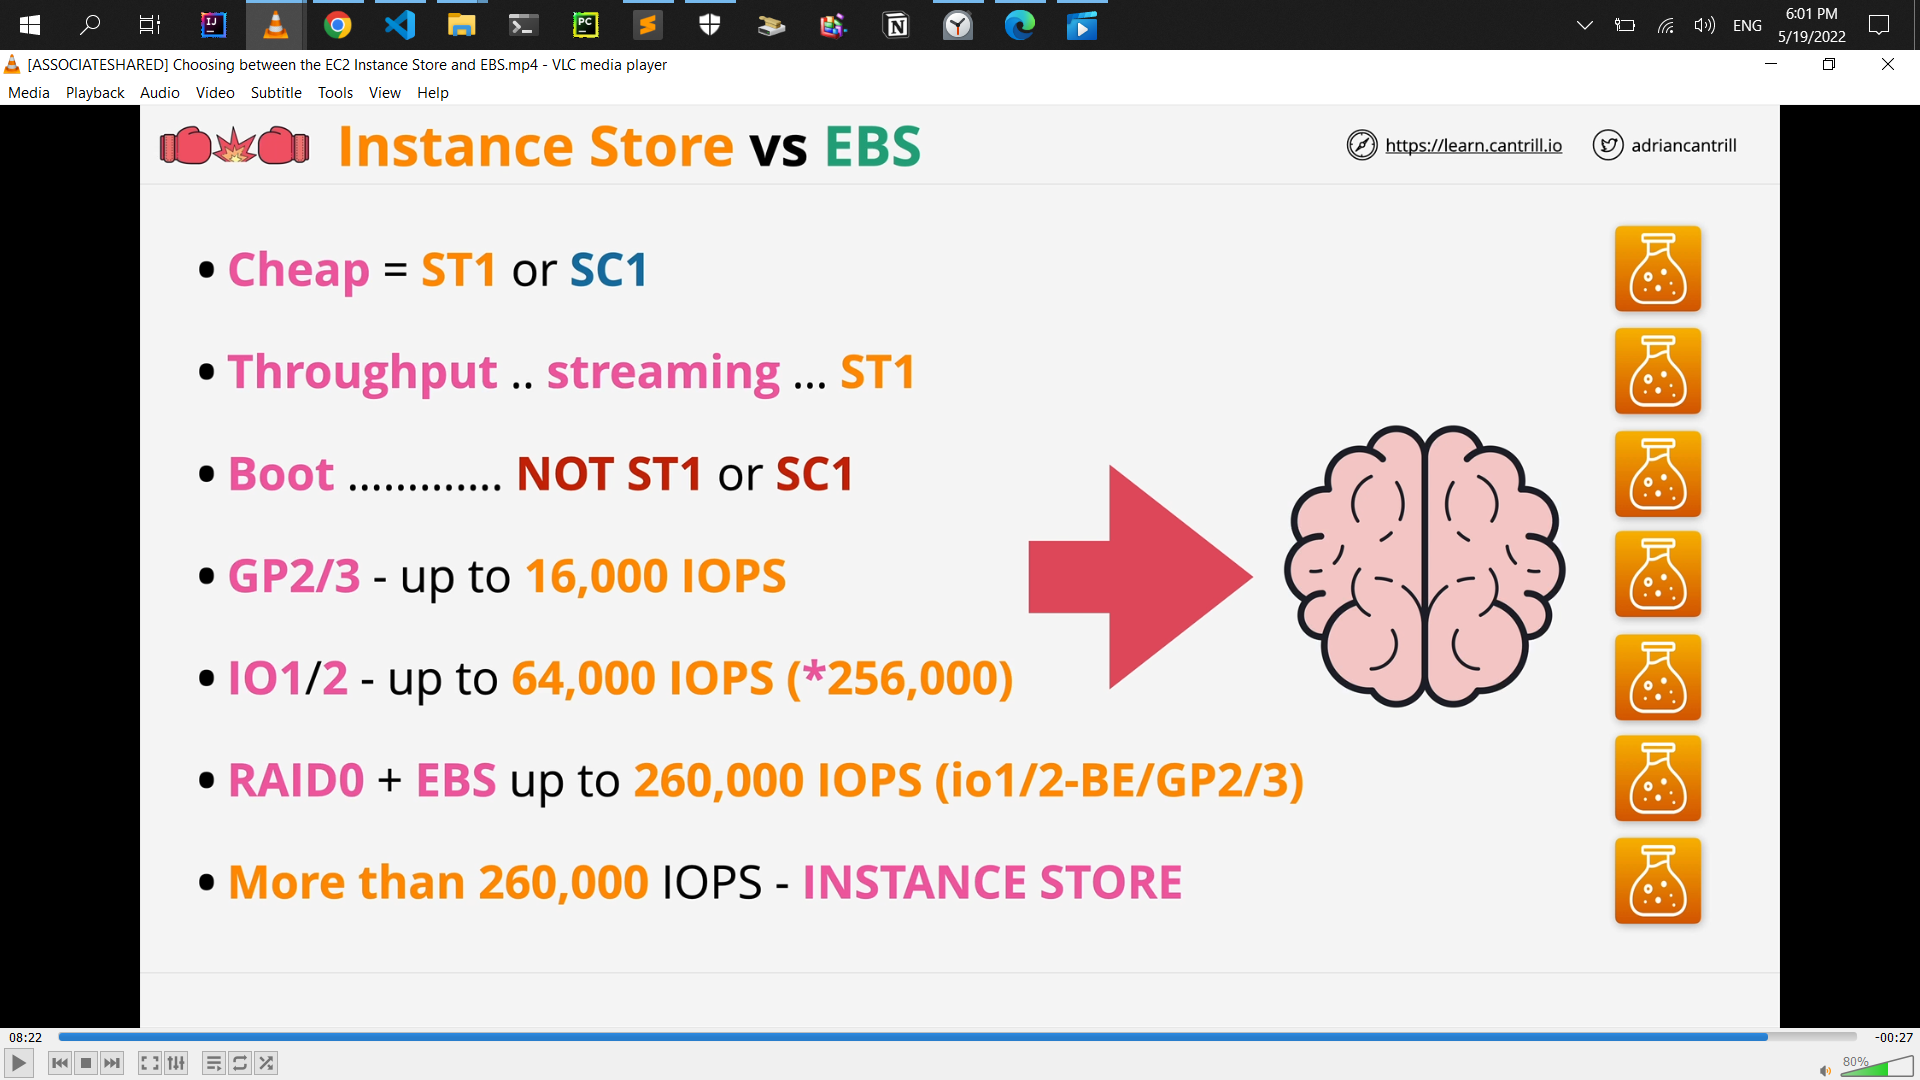 IJ
PC
N
ENG
6:01 PM
5/19/2022
[ASSOCIATESHARED] Choosing between the EC2 Instance Store and EBS.mp4 - VLC media player
Media Playback Audio Video Subtitle Tools View Help
Instance Store vs EBS
https://learn.cantrill.io
adriancantrill
• Cheap = ST1 or SC1
• Throughput .. streaming ... ST1
• Boot ............. NOT ST1 or SC1
• GP2/3 - up to 16,000 IOPS
• IO1/2 - up to 64,000 IOPS (*256,000)
• RAID0 + EBS up to 260,000 IOPS (io1/2-BE/GP2/3)
• More than 260,000 IOPS - INSTANCE STORE
08:22
-00:27
80%